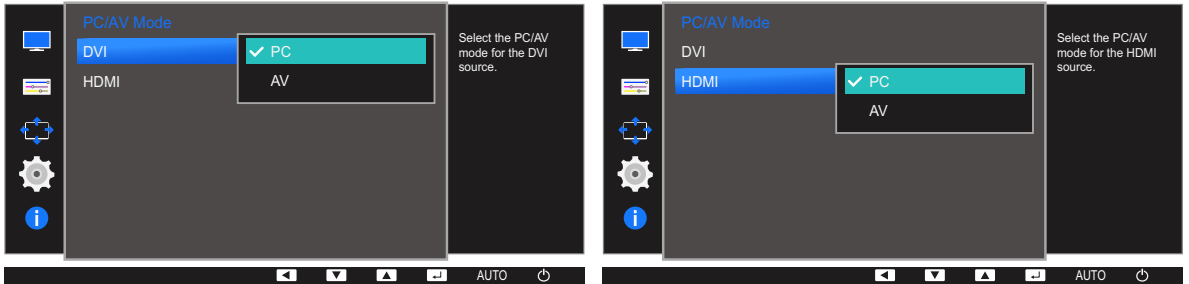 PC/AV Mode
DVI
PC
HDMI
AV
Select the PC/AV
mode for the DVI
source.
AUTO
PC/AV Mode
DVI
HDMI
PC
AV
Select the PC/AV
mode for the HDMI
source.
AUTO